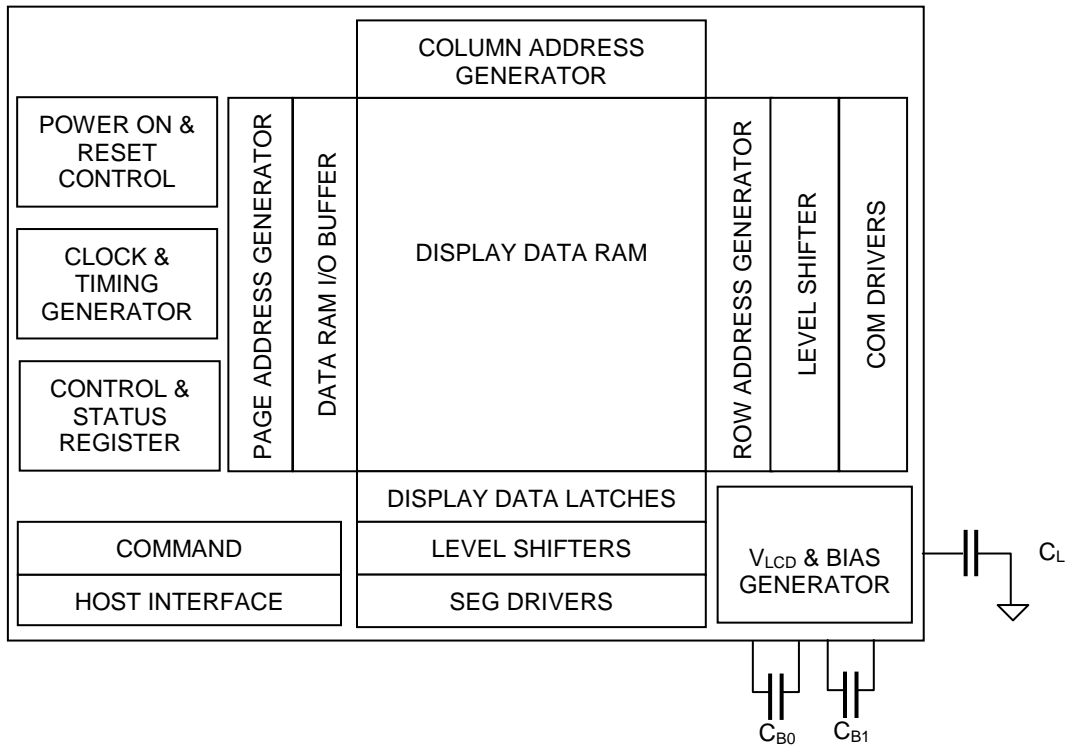 COLUMN ADDRESS
GENERATOR
POWER ON &
RESET
CONTROL
CLOCK &
TIMING
GENERATOR
CONTROL &
STATUS
REGISTER
PAGE ADDRESS GENERATOR
DATA RAM I/O BUFFER
DISPLAY DATA RAM
ROW ADDRESS GENERATOR
LEVEL SHIFTER
COM DRIVERS
DISPLAY DATA LATCHES
COMMAND
LEVEL SHIFTERS
HOST INTERFACE
SEG DRIVERS
VLCD & BIAS
GENERATOR
CL
CB0
CB1